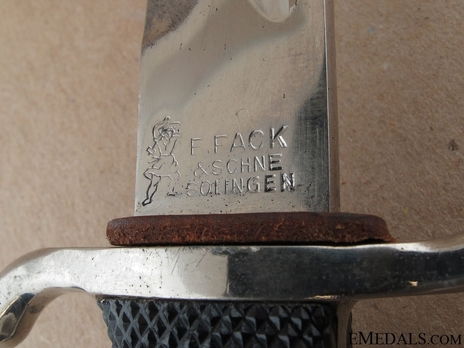 E. PACK
& SÖHNE
SOLINGEN
EMEDALS.COM